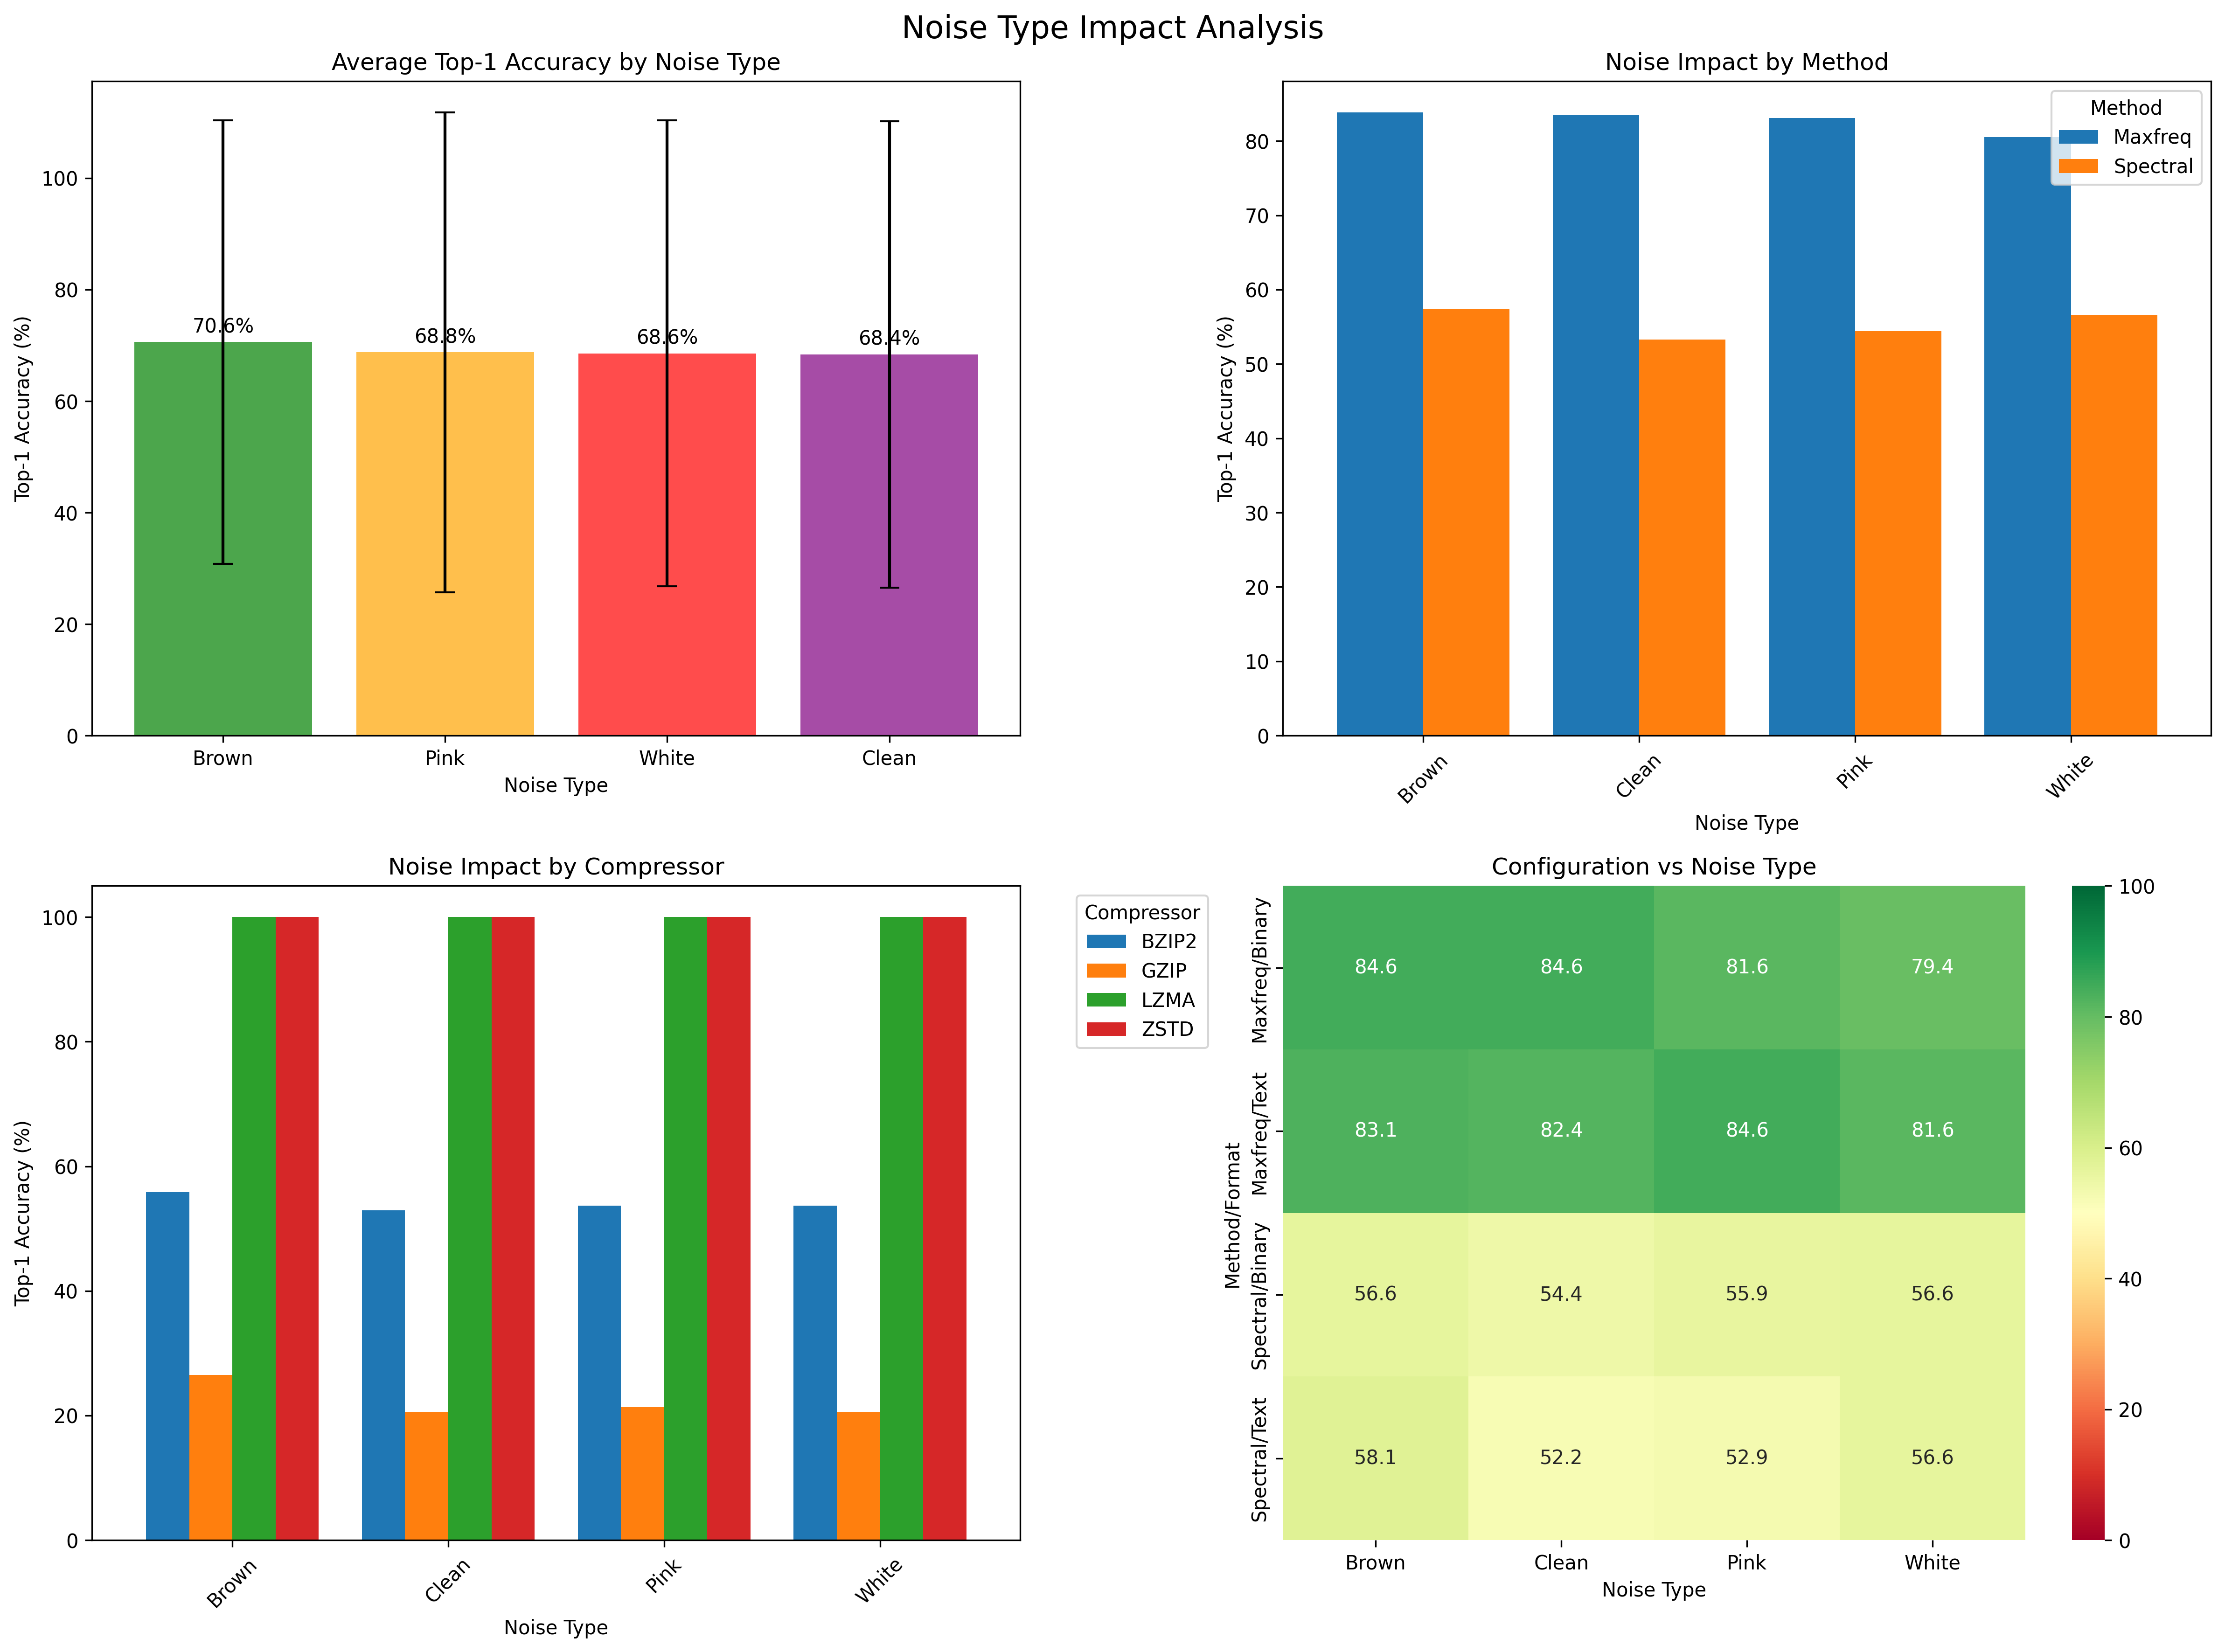 Noise Type Impact Analysis
Average Top-1 Accuracy by Noise Type
Top-1 Accuracy (%)
100
80
60
40
20
0
70.6%
68.8%
68.6%
68.4%
Brown
Pink
White
Clean
Noise Type
Noise Impact by Method
Top-1 Accuracy (%)
80
70
60
50
40
30
20
10
0
Method
Maxfreq
Spectral
Brown
Clean
Pink
White
Noise Type
Noise Impact by Compressor
Top-1 Accuracy (%)
100
80
60
40
20
0
Compressor
BZIP2
GZIP
LZMA
ZSTD
Brown
Clean
Pink
White
Noise Type
Configuration vs Noise Type
Method/Format
Maxfreq/Binary
84.6
84.6
81.6
79.4
Maxfreq/Text
83.1
82.4
84.6
81.6
Spectral/Binary
56.6
54.4
55.9
56.6
Spectral/Text
58.1
52.2
52.9
56.6
Brown
Clean
Pink
White
Noise Type
100
80
60
40
20
0